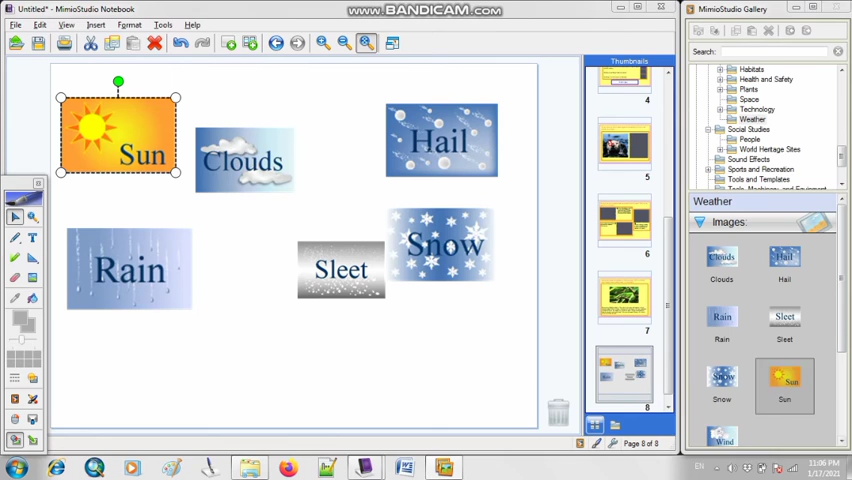 Untitled* - MimioStudio Notebook
WWW.BANDICAM.COM
MimioStudio Gallery
File Edit View Insert Format Tools Help
Search:
Thumbnails
4
5
6
7
8
Habitats
Health and Safety
Plants
Space
Technology
Weather
Social Studies
People
World Heritage Sites
Sound Effects
Sports and Recreation
Tools and Templates
Weather
Images:
Clouds
Clouds
Hail
Hail
Rain
Rain
Sleet
Sleet
Snow
Snow
Sun
Sun
Wind
Sun
Clouds
Hail
Rain
Sleet
Snow
Page 8 of 8
EN
11:06 PM
1/17/2021